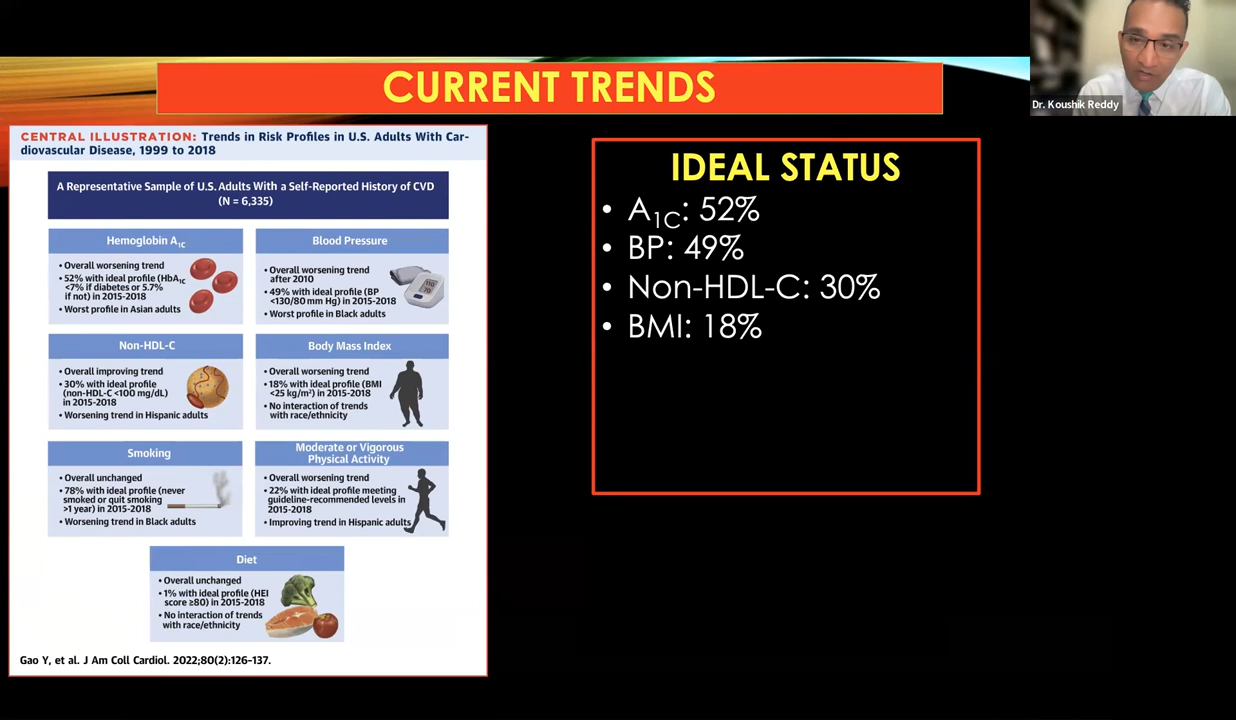 CURRENT TRENDS
Dr. Koushik Reddy
CENTRAL ILLUSTRATION: Trends in Risk Profiles in U.S. Adults With Car-
diovascular Disease, 1999 to 2018
A Representative Sample of U.S. Adults With a Self-Reported History of CVD
(N = 6,335)
Hemoglobin A1C
• Overall worsening trend
• 52% with ideal profile (HbA1C
<7% if diabetes or 5.7%
if not) in 2015-2018
• Worst profile in Asian adults
Blood Pressure
• Overall worsening trend
after 2010
• 49% with ideal profile (BP
<130/80 mm Hg) in 2015-2018
• Worst profile in Black adults
110
70
Non-HDL-C
• Overall improving trend
• 30% with ideal profile
(non-HDL-C <100 mg/dL)
in 2015-2018
• Worsening trend in Hispanic adults
Body Mass Index
• Overall worsening trend
• 18% with ideal profile (BMI
<25 kg/m²) in 2015-2018
• No interaction of trends
with race/ethnicity
Smoking
• Overall unchanged
• 78% with ideal profile (never
smoked or quit smoking
>1 year) in 2015-2018
• Worsening trend in Black adults
Moderate or Vigorous
Physical Activity
• Overall worsening trend
• 22% with ideal profile meeting
guideline-recommended levels in
2015-2018
• Improving trend in Hispanic adults
Diet
• Overall unchanged
• 1% with ideal profile (HEI
score ≥80) in 2015-2018
• No interaction of trends
with race/ethnicity
Gao Y, et al. J Am Coll Cardiol. 2022;80(2):126-137.
IDEAL STATUS
• A1C: 52%
• BP: 49%
• Non-HDL-C: 30%
• BMI: 18%